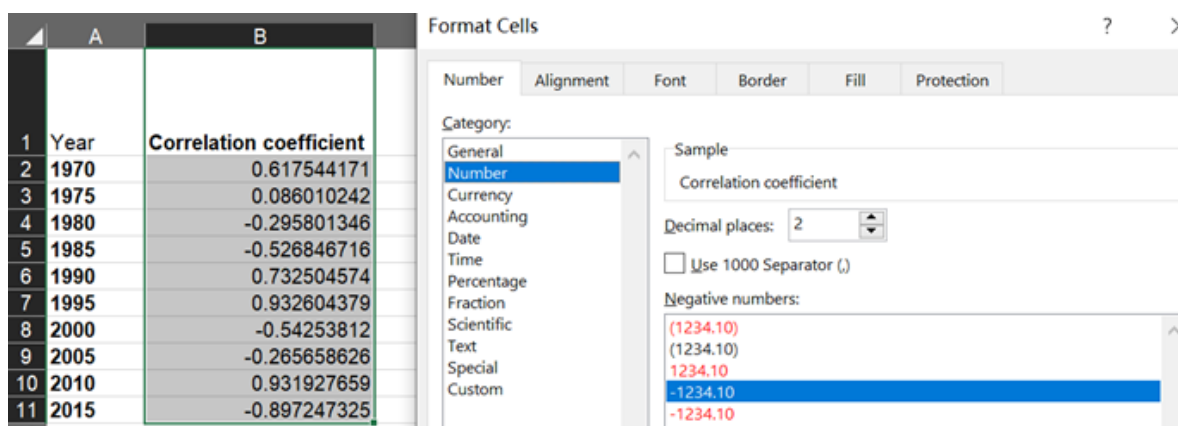 A B
1 Year Correlation coefficient
2 1970 0.617544171
3 1975 0.086010242
4 1980 -0.295801346
5 1985 -0.526846716
6 1990 0.732504574
7 1995 0.932604379
8 2000 -0.54253812
9 2005 -0.265658626
10 2010 0.931927659
11 2015 -0.897247325
Format Cells
?
Number Alignment Font Border Fill Protection
Category:
General
Number
Currency
Accounting
Date
Time
Percentage
Fraction
Scientific
Text
Special
Custom
Sample
Correlation coefficient
Decimal places: 2
Use 1000 Separator (,)
Negative numbers:
(1234.10)
(1234.10)
1234.10
-1234.10
-1234.10